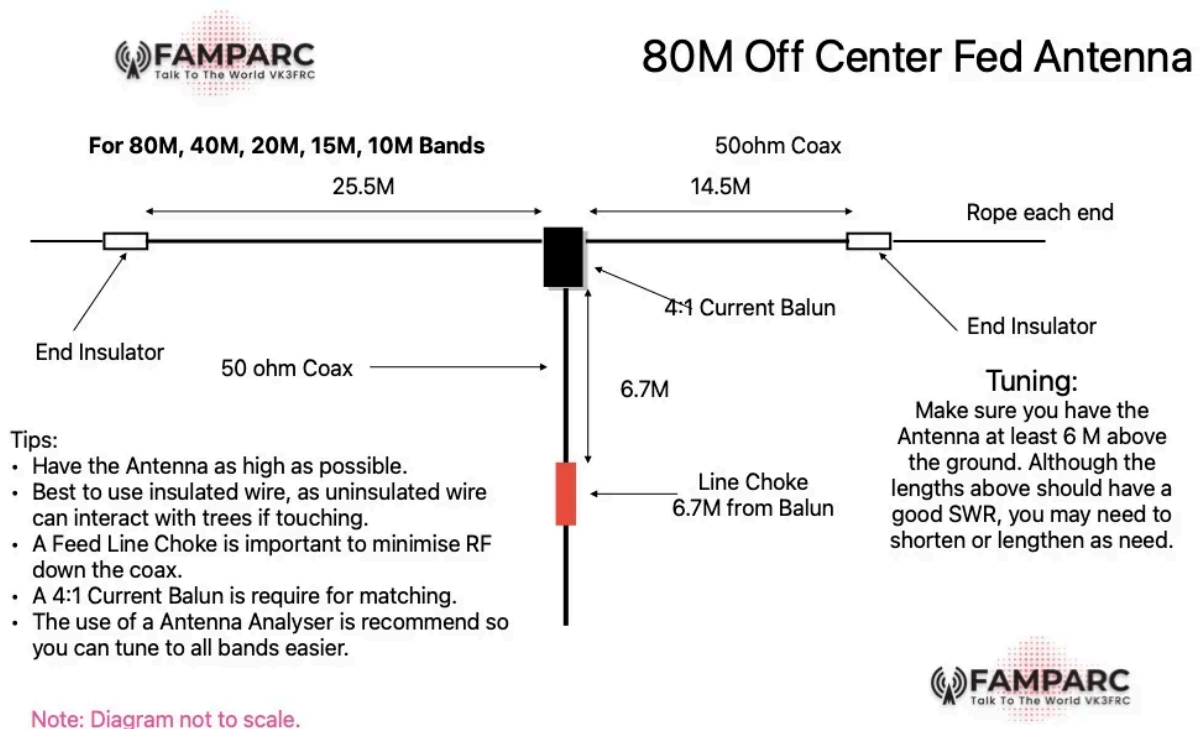 FAMPARC
Talk To The World VK3FRC
80M Off Center Fed Antenna
For 80M, 40M, 20M, 15M, 10M Bands
50ohm Coax
25.5M
14.5M
Rope each end
4:1 Current Balun
End Insulator
End Insulator
50 ohm Coax
6.7M
Line Choke
6.7M from Balun
Tuning:
Make sure you have the
Antenna at least 6 M above
the ground. Although the
lengths above should have a
good SWR, you may need to
shorten or lengthen as need.
Tips:
• Have the Antenna as high as possible.
• Best to use insulated wire, as uninsulated wire
can interact with trees if touching.
• A Feed Line Choke is important to minimise RF
down the coax.
• A 4:1 Current Balun is require for matching.
• The use of a Antenna Analyser is recommend so
you can tune to all bands easier.
FAMPARC
Talk To The World VK3FRC
Note: Diagram not to scale.